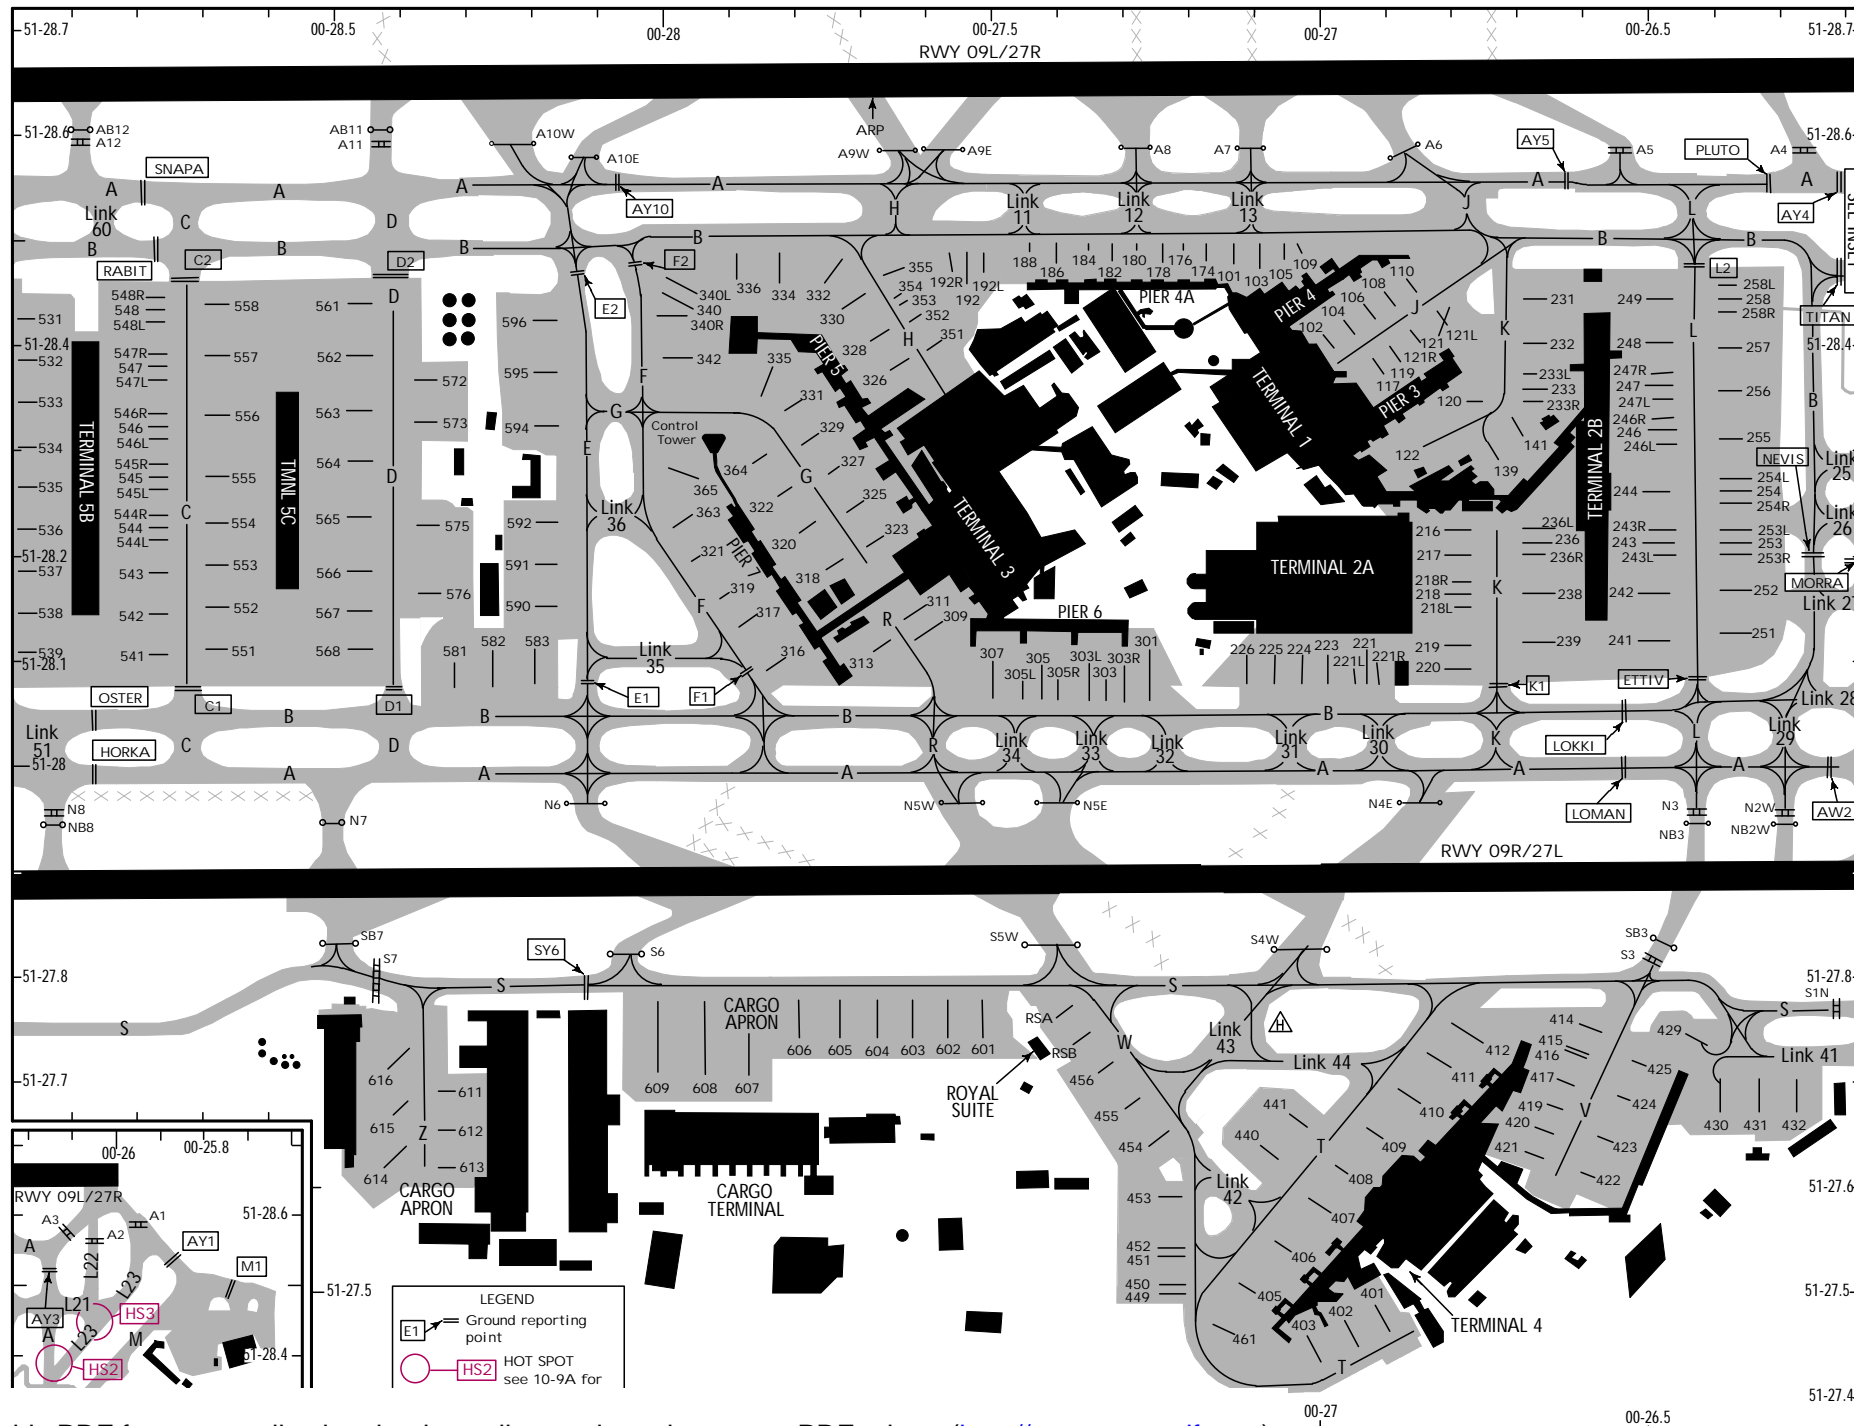 51-28.7
00-28.5
00-28
00-27.5
00-27
00-26.5
51-28.7
RWY 09L/27R
51-28.6
AB12
A12
AB11
A11
A10W
A10E
ARP
A9W
A9E
A8
A7
A6
AY5
A5
PLUTO
A4
51-28.6
SNAPA
A
A
A
AY10
A
H
Link 11
Link 12
Link 13
J
A
L
A
AY4
Link 60
C
D
B
B
B
B
B
B
RABIT
C2
D2
F2
E2
L2
TITAN
51-28.4
548R
548
548L
547R
547
547L
546R
546
546L
545R
545
545L
544R
544
544L
543
542
541
531
532
533
534
535
536
537
538
539
51-28.4
51-28.2
51-28.1
TERMINAL 5B
TMNL 5C
558
557
556
555
554
553
552
551
561
562
563
564
565
566
567
568
D
D
C
572
573
575
576
596
595
594
592
591
590
581
582
583
E
F
G
Link 36
Link 35
Control Tower
340L
340
340R
342
336
334
332
330
328
326
335
331
329
327
325
323
322
320
318
364
365
363
321
319
317
316
313
311
309
PIER 5
PIER 7
TERMINAL 3
355
354
353
352
351
192R
192
192L
188
186
184
182
180
178
176
174
101
103
105
109
110
108
106
104
102
PIER 4A
PIER 4
TERMINAL 1
PIER 3
121L
121
121R
119
117
120
122
139
141
J
K
H
G
F
R
231
232
233L
233
233R
236L
236
236R
238
239
249
248
247R
247
247L
246R
246
246L
244
243R
243
243L
242
241
TERMINAL 2B
258L
258
258R
257
256
255
254L
254
254R
253L
253
253R
252
251
L
B
NEVIS
Link 25
Link 26
MORRA
Link 28
Link 29
TERMINAL 2A
216
217
218R
218
218L
219
220
226
225
224
223
221L
221
221R
K
PIER 6
307
305L
305
305R
303L
303
303R
301
OSTER
C1
D1
E1
F1
K1
ETTIV
Link 51
51-28
HORKA
C
B
D
B
B
B
LOKKI
A
A
A
A
A
A
R
Link 34
Link 33
Link 32
Link 31
Link 30
K
L
LOMAN
AW2
N8
NB8
N7
N6
N5W
N5E
N4E
N3
NB3
N2W
NB2W
RWY 09R/27L
51-27.8
51-27.7
SB7
S7
SY6
S6
S5W
S4W
SB3
S3
51-27.8
S1N
S
S
S
S
CARGO APRON
609
608
607
606
605
604
603
602
601
RSA
RSB
ROYAL SUITE
W
Link 43
H
Link 44
Link 41
Link 42
456
455
454
453
452
451
450
449
441
440
461
T
T
V
412
411
410
409
408
407
406
405
403
402
401
414
415
416
417
419
420
421
422
423
424
425
429
430
431
432
TERMINAL 4
616
615
614
611
612
613
Z
CARGO APRON
CARGO TERMINAL
51-27.6
51-27.5
51-27.5
51-27.4
00-26
00-25.8
RWY 09L/27R
51-28.6
A3
A2
A1
AY1
M1
A
L22
L23
L21
HS3
AY3
A
L23
M
HS2
51-28.4
LEGEND
E1
Ground reporting point
HS2
HOT SPOT
see 10-9A for
00-27
00-26.5